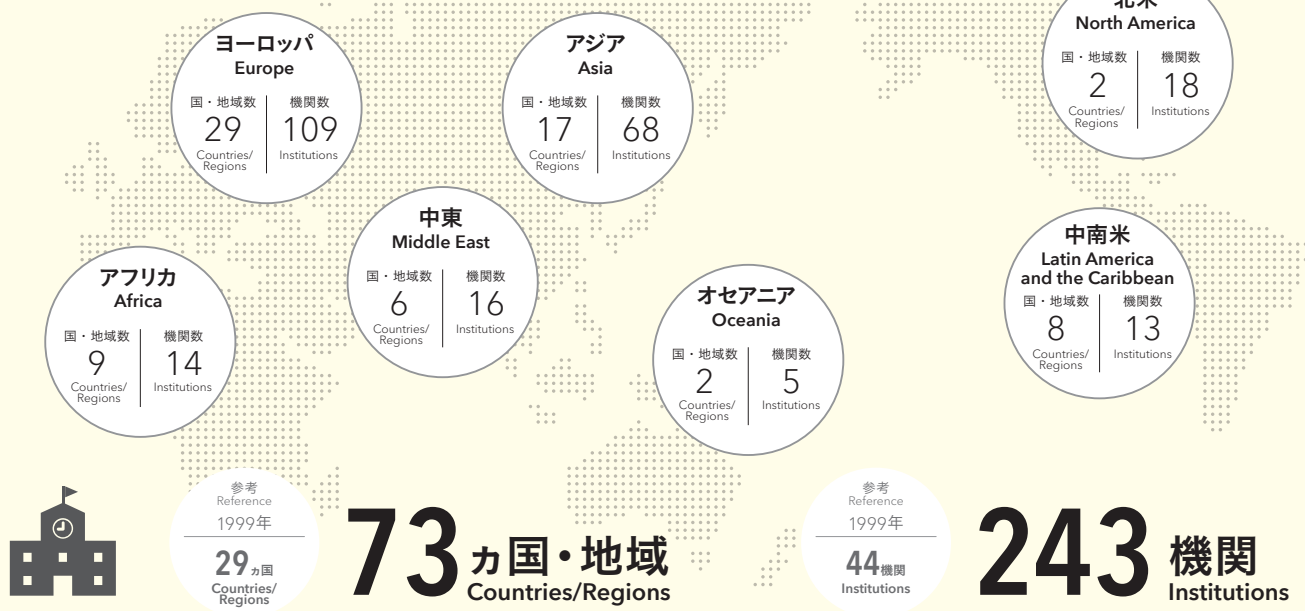 ヨーロッパ
Europe
国・地域数 機関数
29 109
Countries/ Institutions
Regions
アジア
Asia
国・地域数 機関数
17 68
Countries/ Institutions
Regions
北米
North America
国・地域数 機関数
2 18
Countries/ Institutions
Regions
中東
Middle East
国・地域数 機関数
6 16
Countries/ Institutions
Regions
アフリカ
Africa
国・地域数 機関数
9 14
Countries/ Institutions
Regions
オセアニア
Oceania
国・地域数 機関数
2 5
Countries/ Institutions
Regions
中南米
Latin America
and the Caribbean
国・地域数 機関数
8 13
Countries/ Institutions
Regions
参考
Reference
1999年
29ヵ国
Countries/
Regions
73ヵ国・地域
Countries/Regions
参考
Reference
1999年
44機関
Institutions
243機関
Institutions